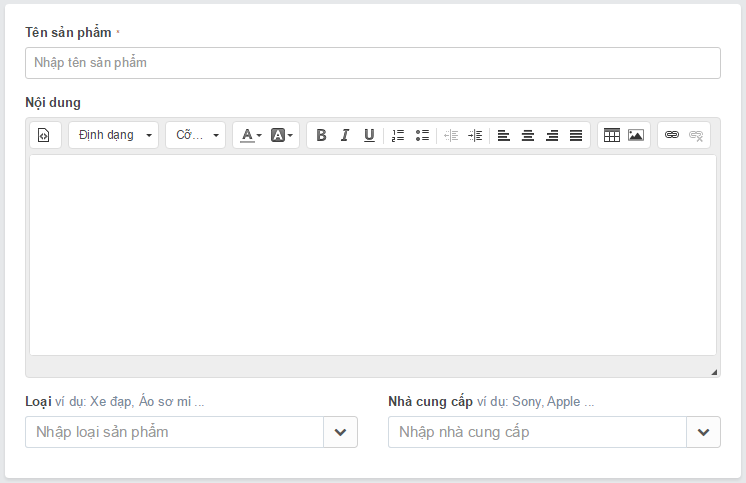 Tên sản phẩm *
Nhập tên sản phẩm
Nội dung
Định dạng Cỡ... A A B I U
Loại ví dụ: Xe đạp, Áo sơ mi ...
Nhà cung cấp ví dụ: Sony, Apple ...
Nhập loại sản phẩm
Nhập nhà cung cấp